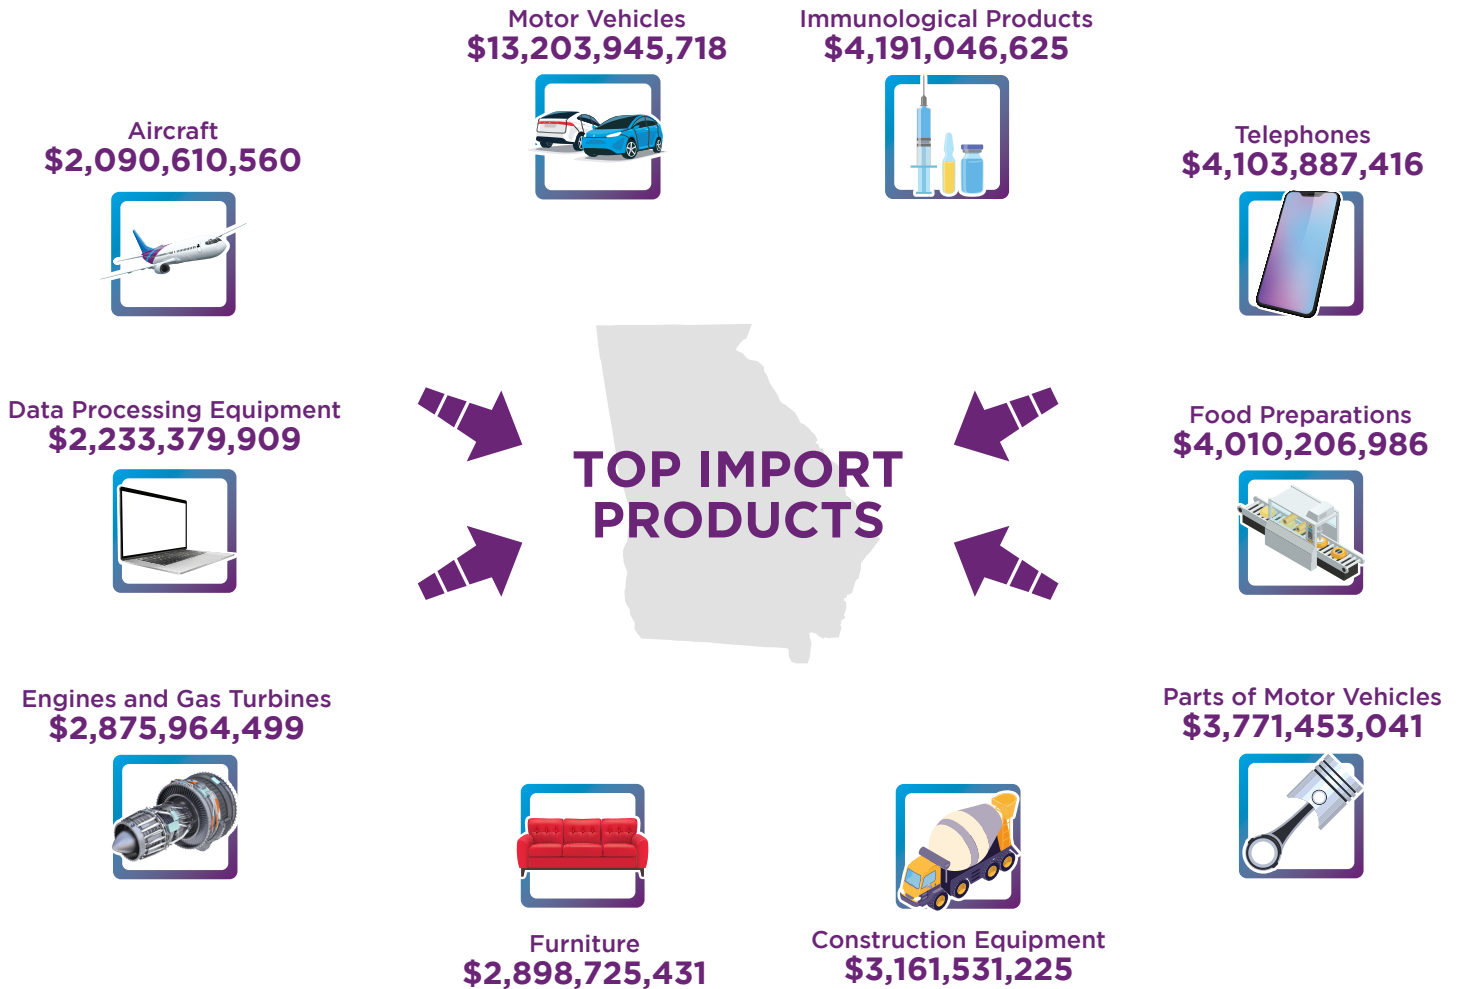 Motor Vehicles
$13,203,945,718
Immunological Products
$4,191,046,625
Aircraft
$2,090,610,560
Telephones
$4,103,887,416
Data Processing Equipment
$2,233,379,909
Food Preparations
$4,010,206,986
TOP IMPORT
PRODUCTS
Engines and Gas Turbines
$2,875,964,499
Parts of Motor Vehicles
$3,771,453,041
Furniture
$2,898,725,431
Construction Equipment
$3,161,531,225